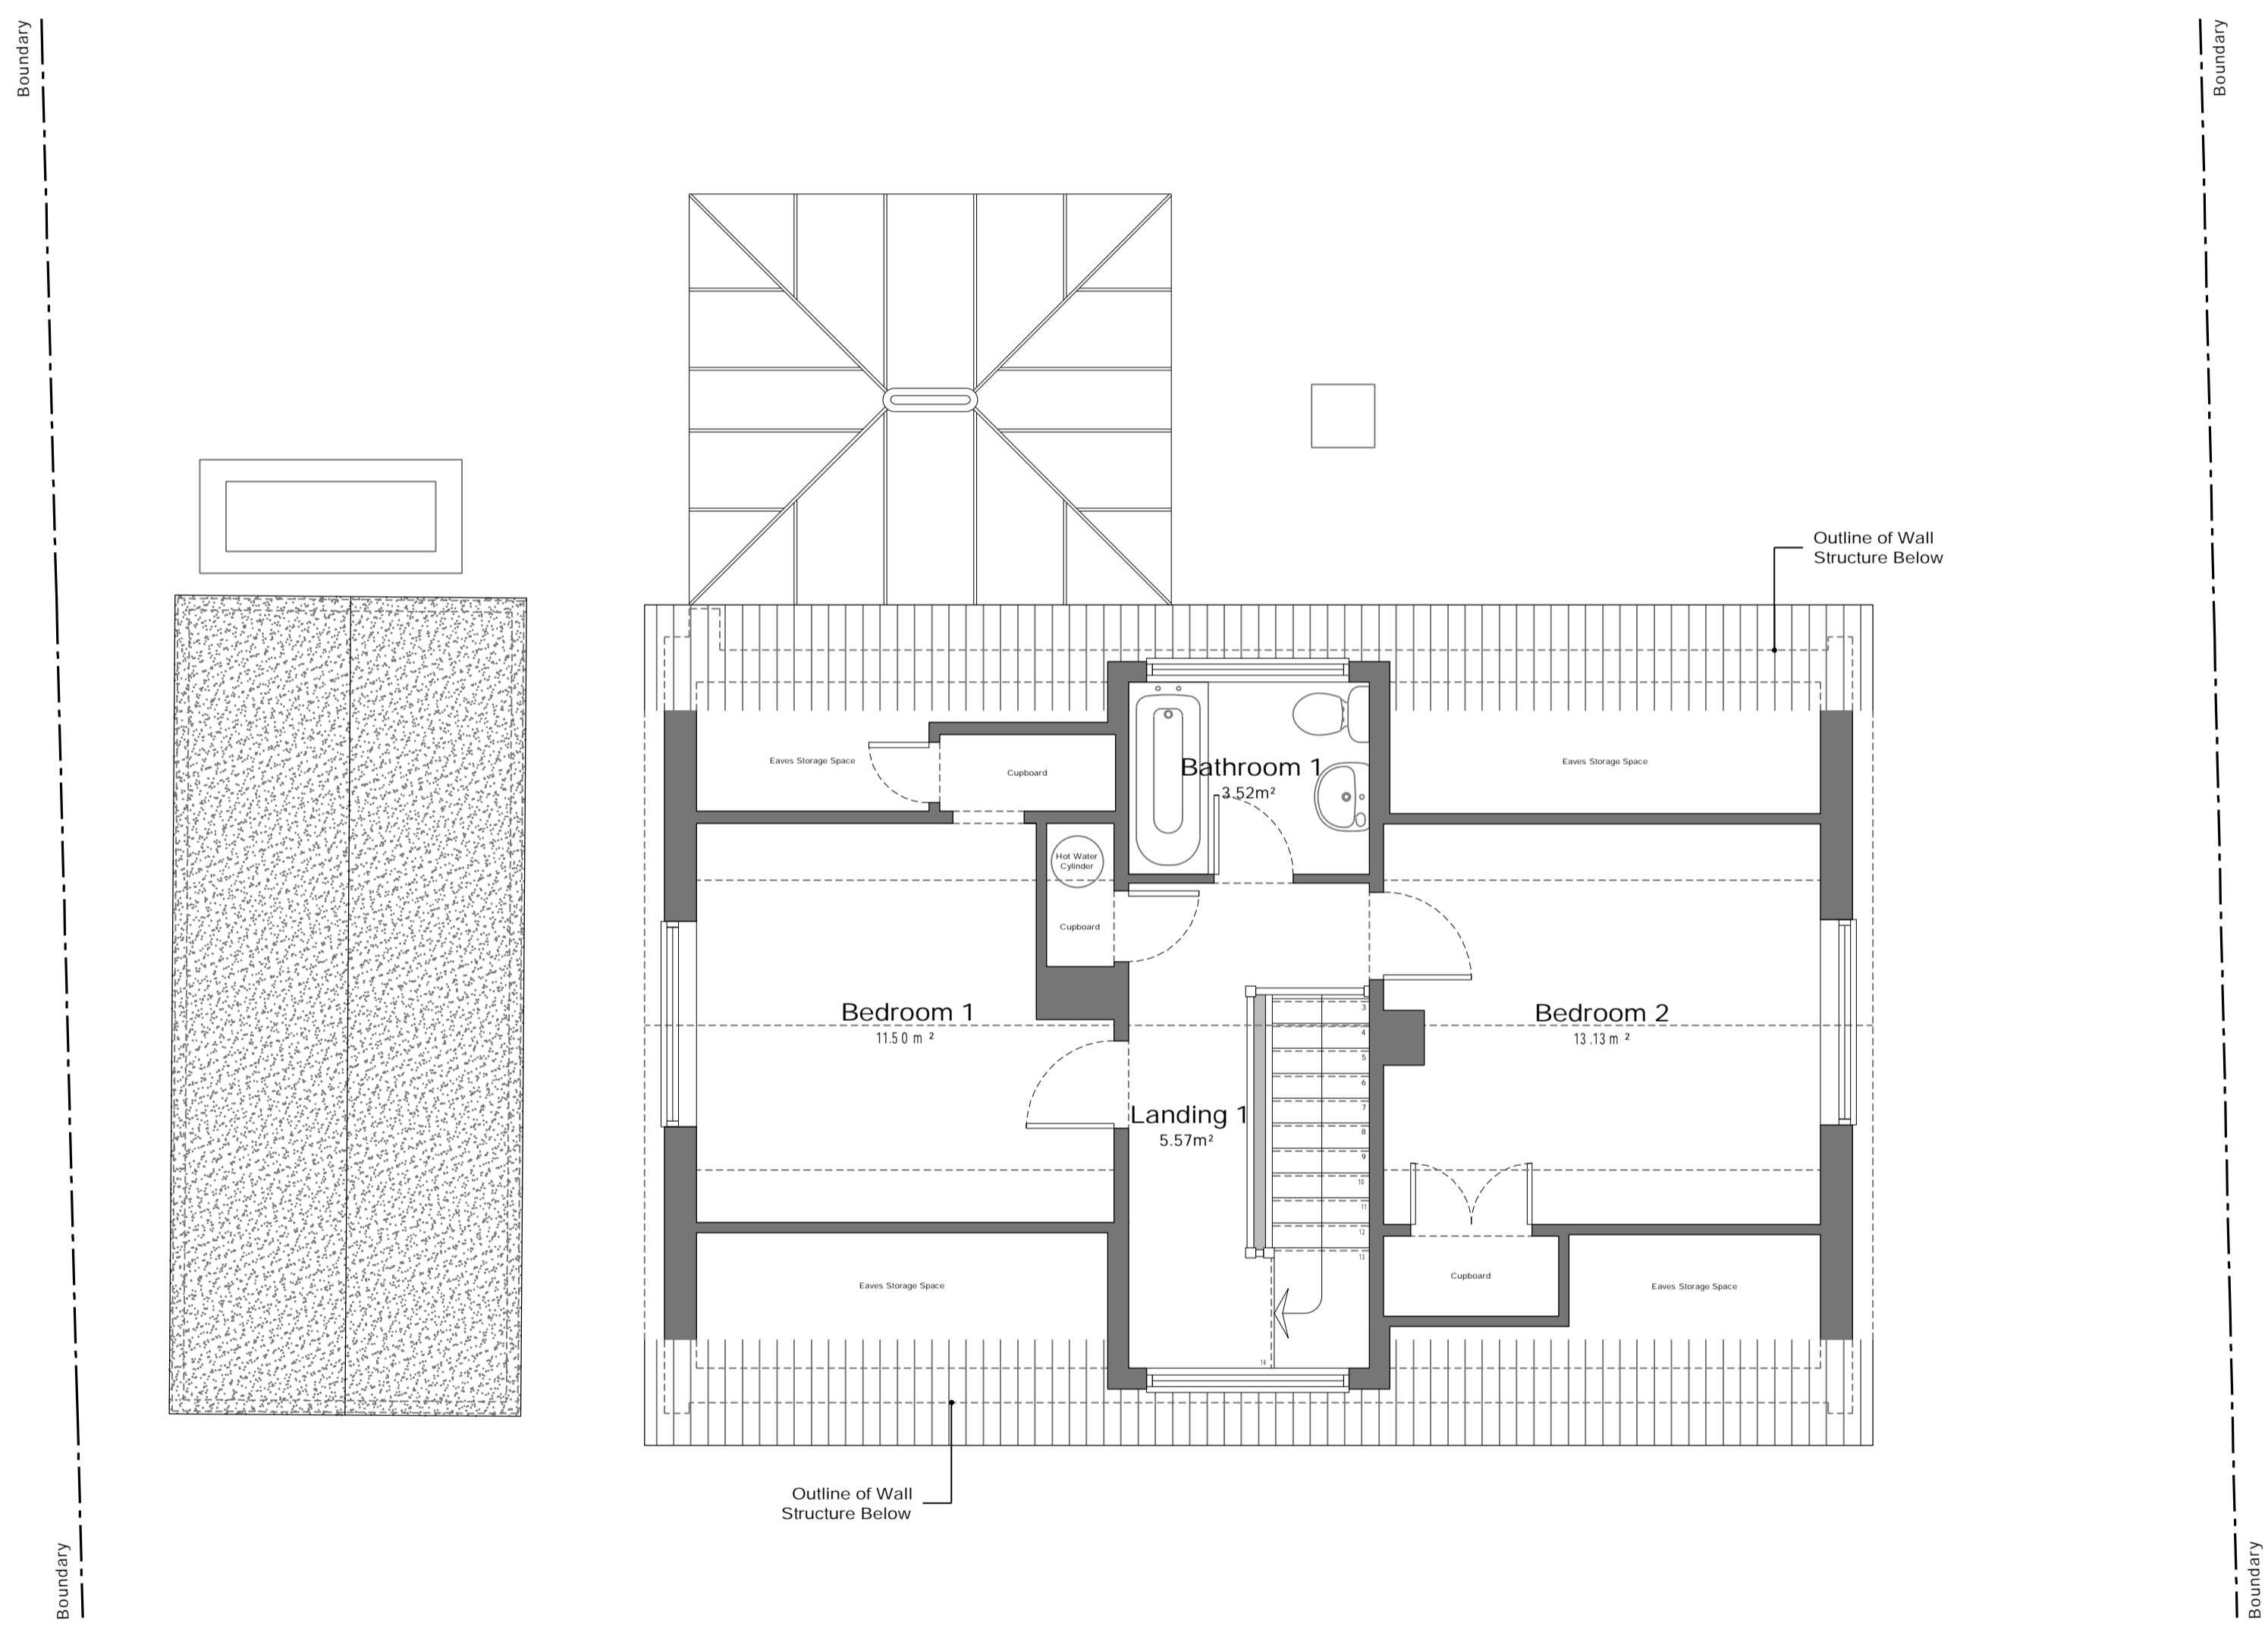 Boundary
Boundary
Outline of Wall
Structure Below
Eaves Storage Space
Cupboard
Bathroom 1
3.52m²
Eaves Storage Space
Hot Water
Cylinder
Cupboard
Bedroom 1
11.50 m ²
Bedroom 2
13.13 m ²
3
4
5
6
7
8
9
10
11
12
13
14
Landing 1
5.57m²
Eaves Storage Space
Cupboard
Eaves Storage Space
Outline of Wall
Structure Below
Boundary
Boundary